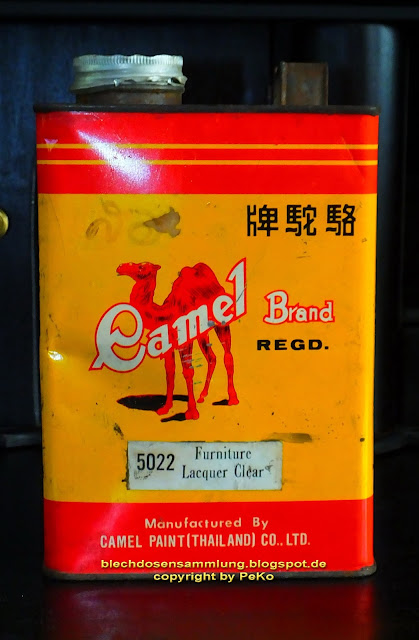 牌駝駱
Camel Brand
REGD.
5022
Furniture
Lacquer Clear
Manufactured By
CAMEL PAINT(THAILAND) CO., LTD.
blechdosensammlung.blogspot.de
copyright by PeKo